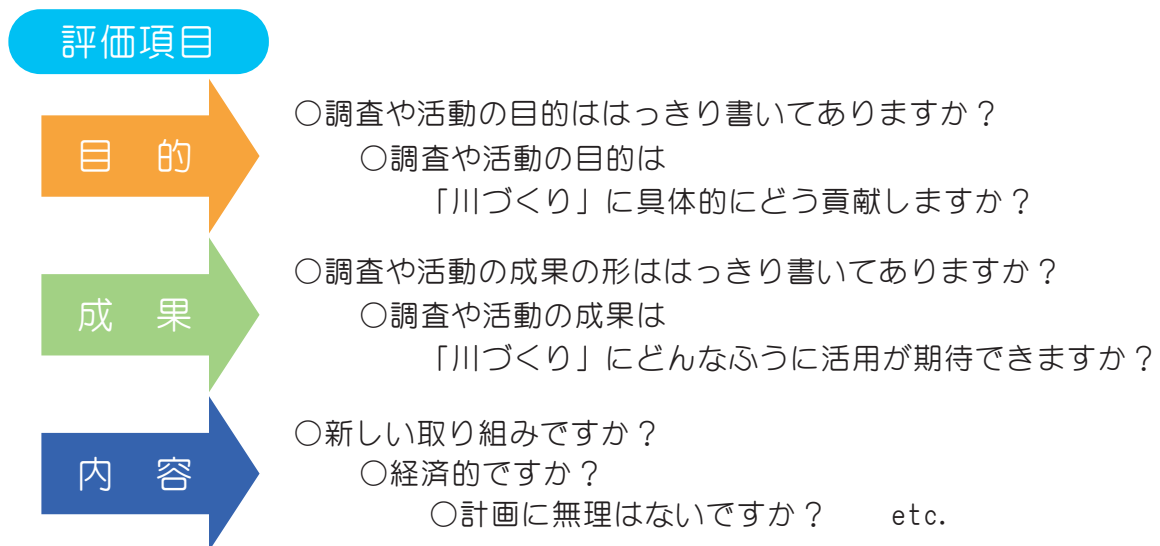 評価項目
目 的
○調査や活動の目的ははっきり書いてありますか?
○調査や活動の目的は
「川づくり」に具体的にどう貢献しますか?
成 果
○調査や活動の成果の形ははっきり書いてありますか?
○調査や活動の成果は
「川づくり」にどんなふうに活用が期待できますか?
内 容
○新しい取り組みですか?
○経済的ですか?
○計画に無理はないですか? etc.